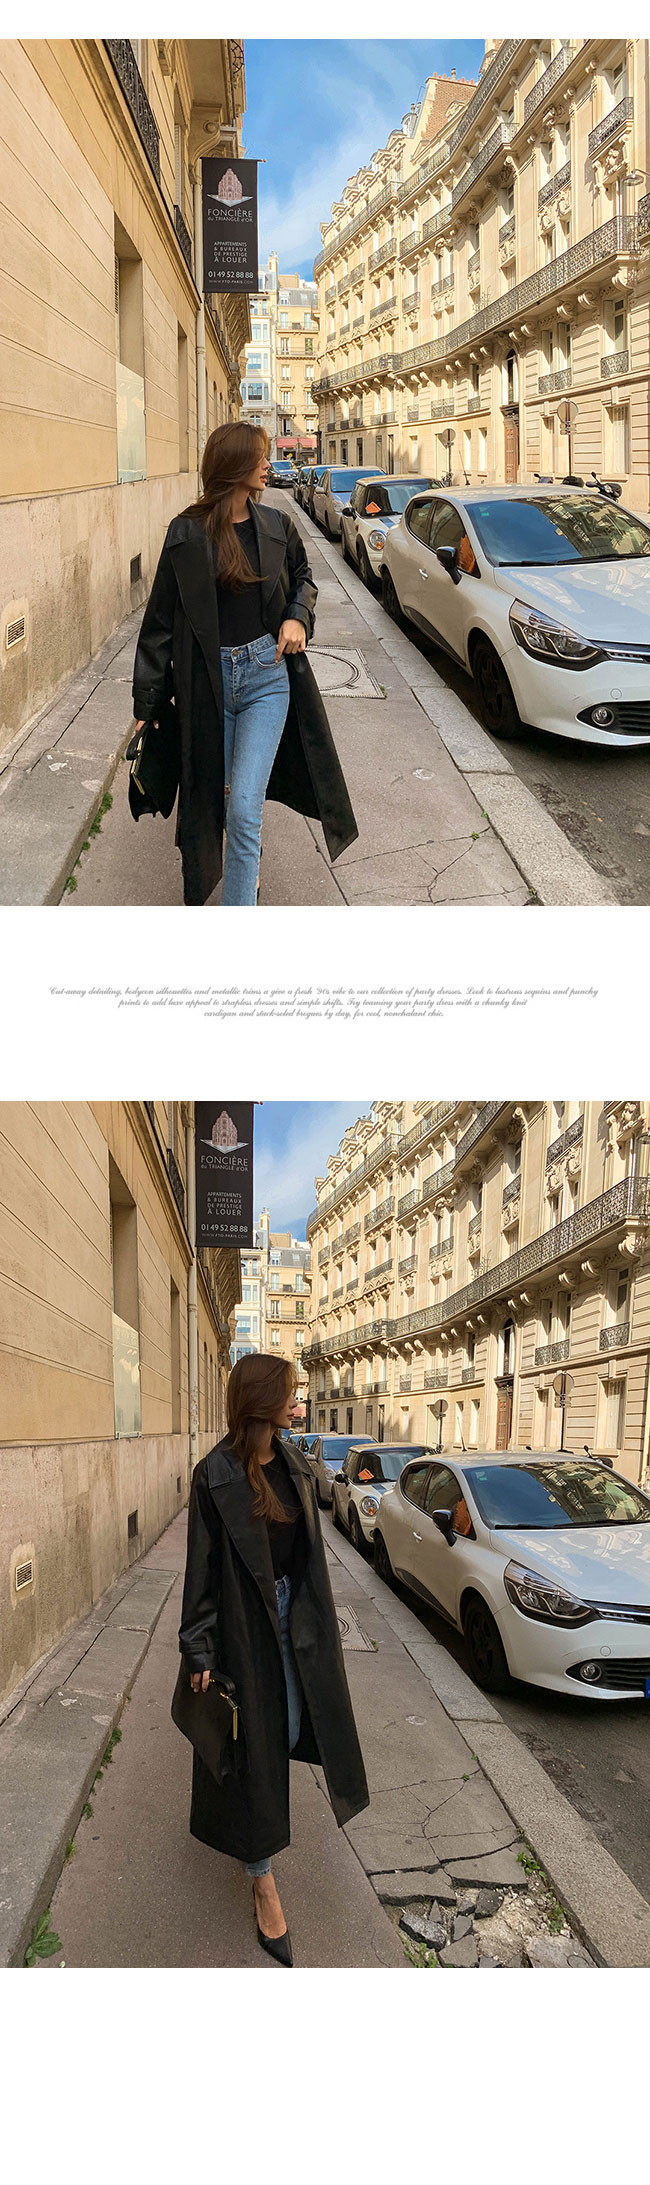 FONCIÈRE
du TRIANGLE d'OR
APPARTEMENTS
& BUREAUX
DE PRESTIGE
À LOUER
01 49 52 88 88
WWW.FTO-PARIS.COM
Cut-away detailing, bodycon silhouettes and metallic trims a give a fresh '90s vibe to our collection of party dresses. Look to lustrous sequins and punchy
prints to add luxe appeal to strapless dresses and simple shifts. Try teaming your party dress with a chunky knit
cardigan and stack-soled brogues by day, for cool, nonchalant chic.
FONCIÈRE
du TRIANGLE d'OR
APPARTEMENTS
& BUREAUX
DE PRESTIGE
À LOUER
01 49 52 88 88
WWW.FTO-PARIS.COM